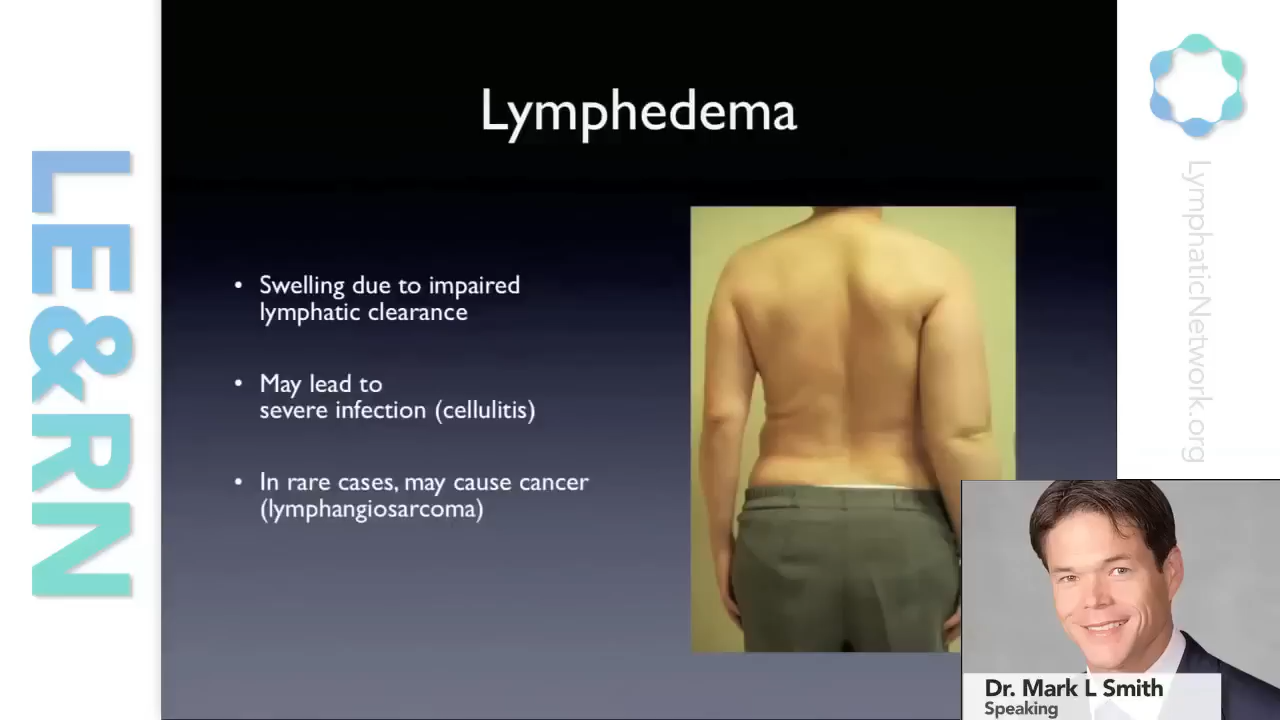 LE&RN
Lymphedema
• Swelling due to impaired
lymphatic clearance
• May lead to
severe infection (cellulitis)
• In rare cases, may cause cancer
(lymphangiosarcoma)
LymphaticNetwork.org
Dr. Mark L Smith
Speaking